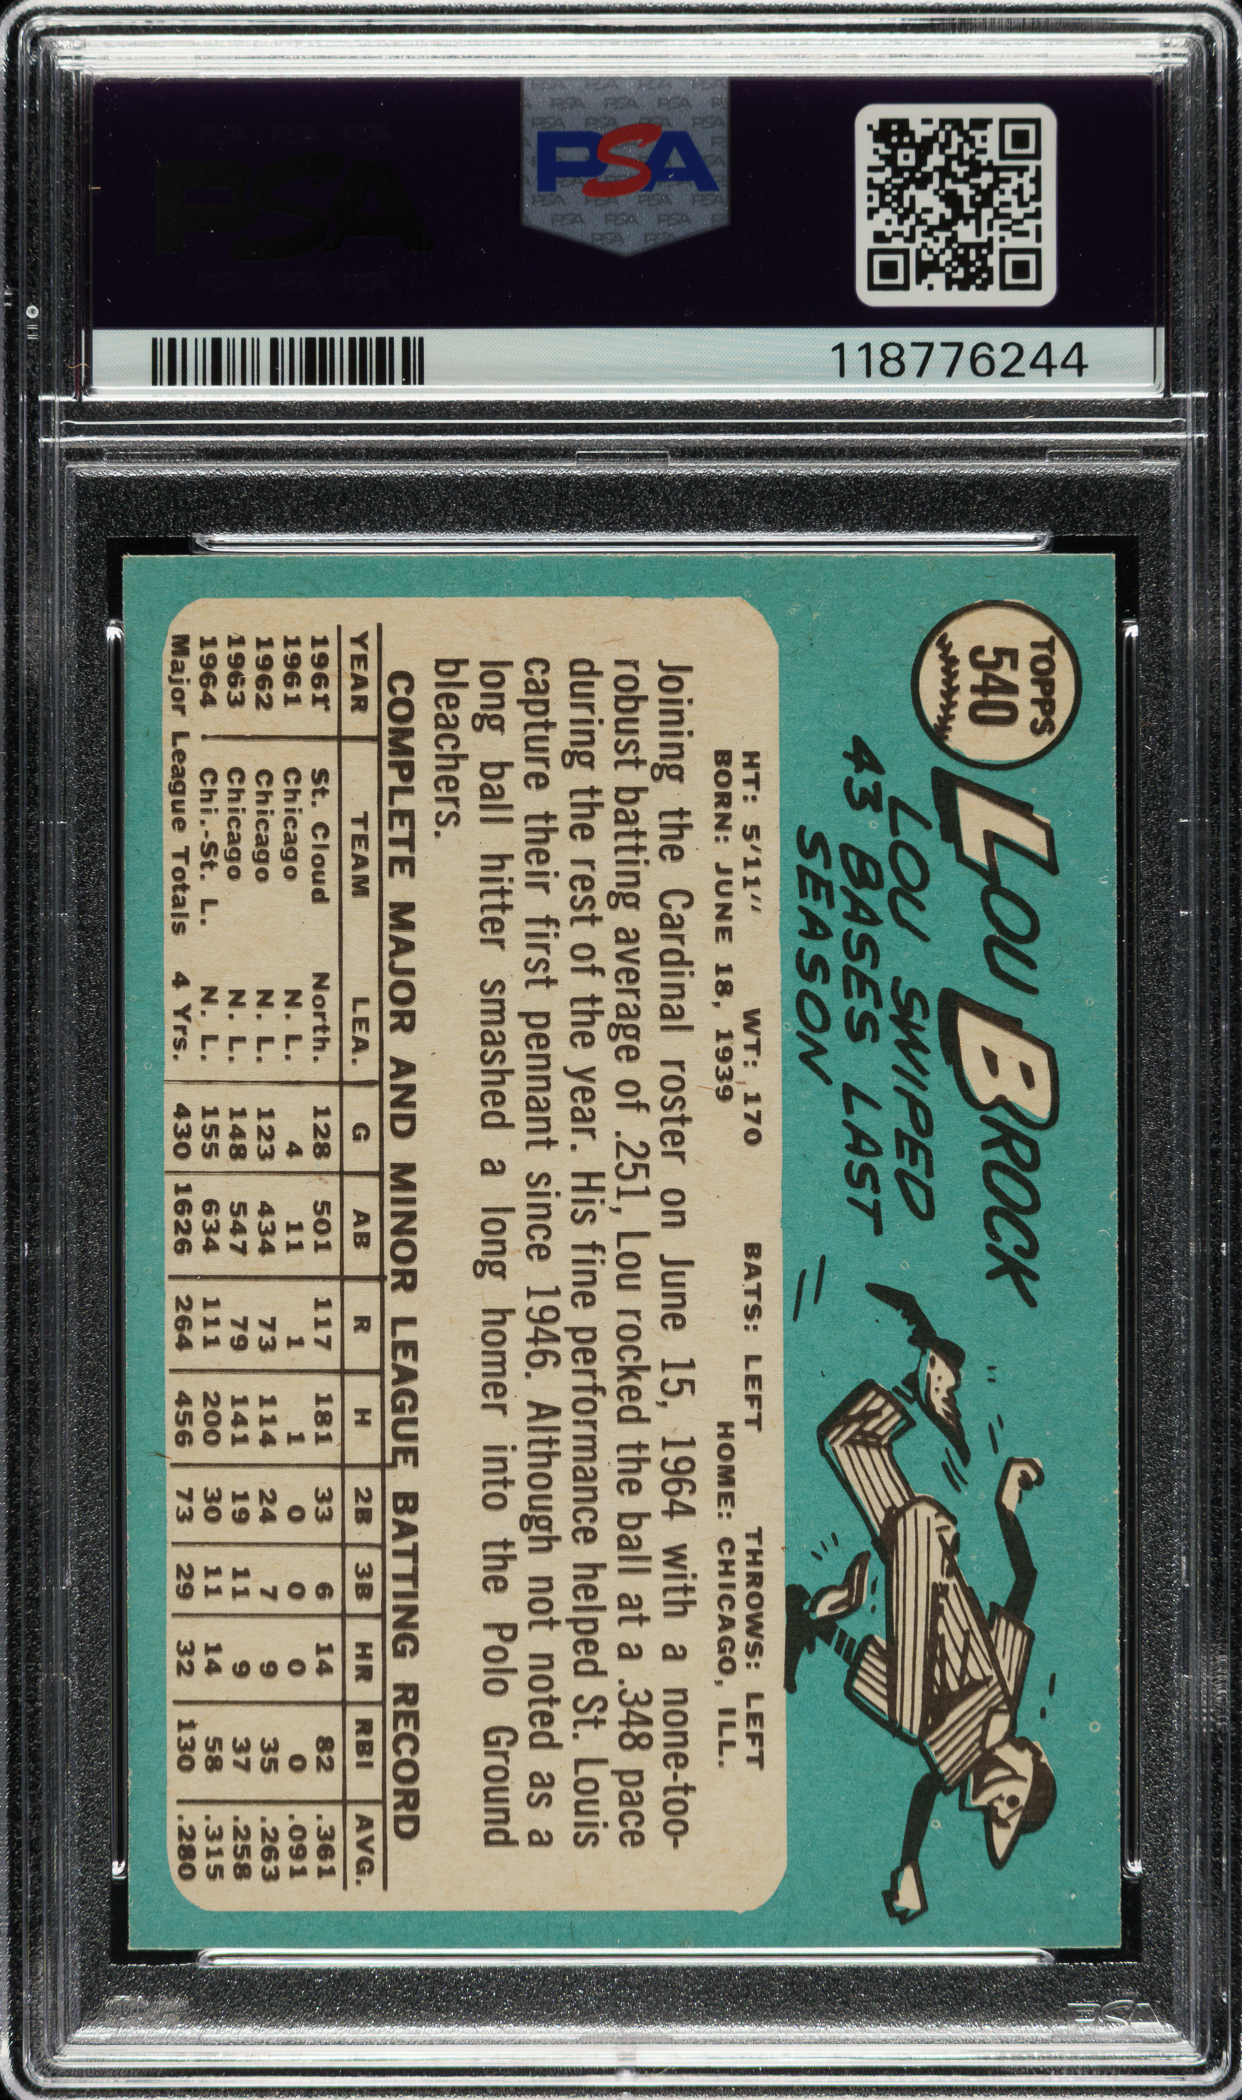 PSA
PSA
118776244
TOPPS
540
LOU BROCK
LOU SWIPED
43 BASES LAST
SEASON
HT: 5'11" WT: 170 BATS: LEFT THROWS: LEFT
BORN: JUNE 18, 1939 HOME: CHICAGO, ILL.
Joining the Cardinal roster on June 15, 1964 with a none-too-
robust batting average of .251, Lou rocked the ball at a .348 pace
during the rest of the year. His fine performance helped St. Louis
capture their first pennant since 1946. Although not noted as a
long ball hitter smashed a long homer into the Polo Ground
bleachers.
COMPLETE MAJOR AND MINOR LEAGUE BATTING RECORD
YEAR TEAM LEA. G AB R H 2B 3B HR RBI AVG.
1961 St. Cloud North. 128 501 117 181 33 6 14 82 .361
1961 Chicago N. L. 4 11 1 1 0 0 0 0 .091
1962 Chicago N. L. 123 434 73 114 24 7 9 35 .263
1963 Chicago N. L. 148 547 79 141 19 11 9 37 .258
1964 Chi.-St. L. N. L. 155 634 111 200 30 11 14 58 .315
Major League Totals 4 Yrs. 430 1626 264 456 73 29 32 130 .280
PSA